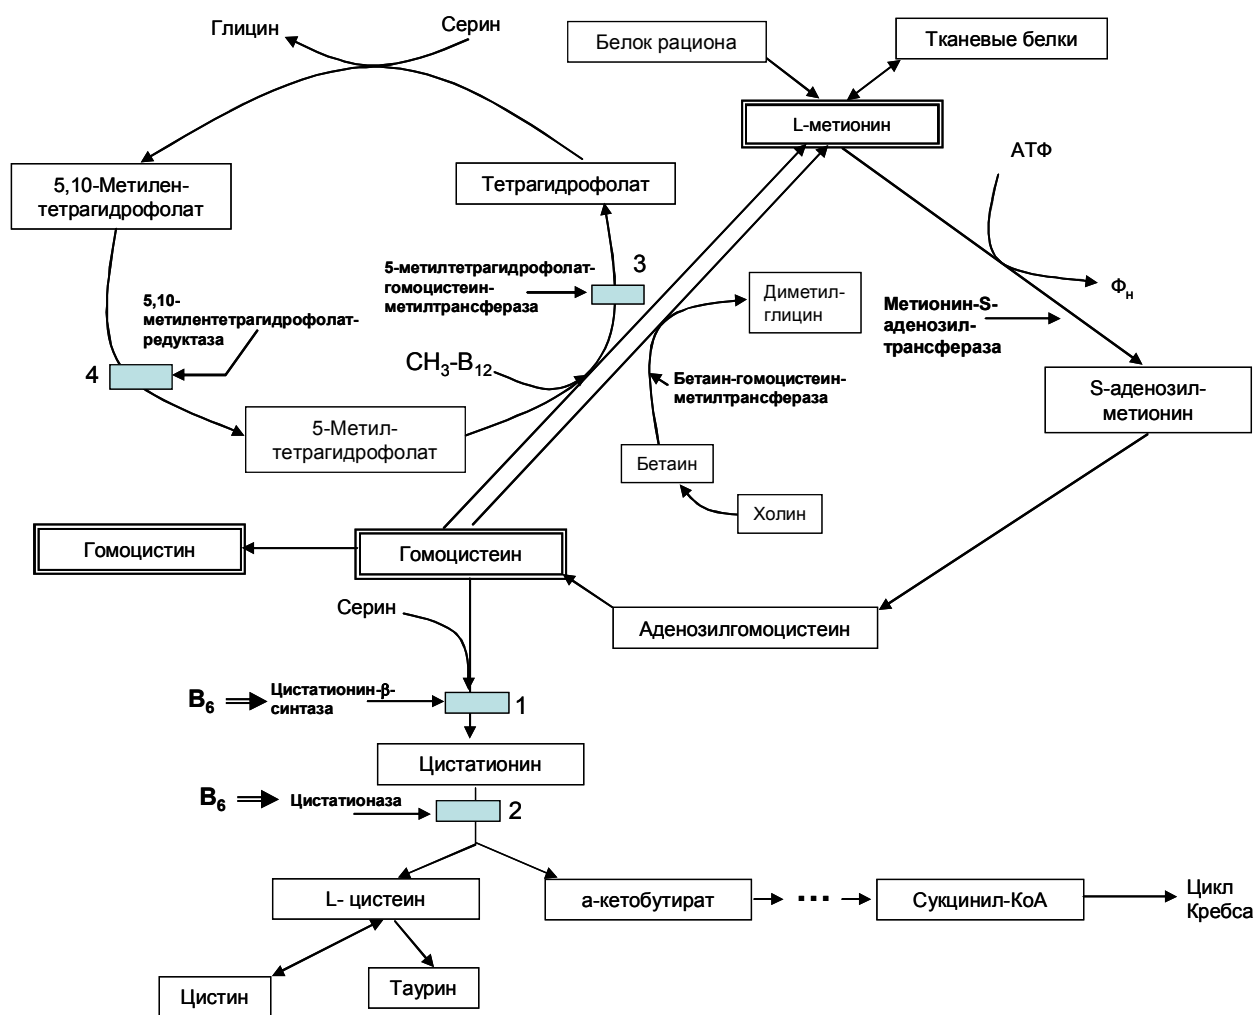 Глицин
Серин
Белок рациона
Тканевые белки
L-метионин
АТФ
5,10-Метилен-
тетрагидрофолат
Тетрагидрофолат
5-метилтетрагидрофолат-
гомоцистеин-
метилтрансфераза
3
Диметил-
глицин
Фн
Метионин-S-
аденозил-
трансфераза
5,10-
метилентетрагидрофолат-
редуктаза
4
CH3-B12
Бетаин-гомоцистеин-
метилтрансфераза
S-аденозил-
метионин
5-Метил-
тетрагидрофолат
Бетаин
Холин
Гомоцистин
Гомоцистеин
Серин
Аденозилгомоцистеин
B6
Цистатионин-β-
синтаза
1
Цистатионин
B6
Цистатионаза
2
L- цистеин
а-кетобутират
...
Сукцинил-КоА
Цикл
Кребса
Цистин
Таурин